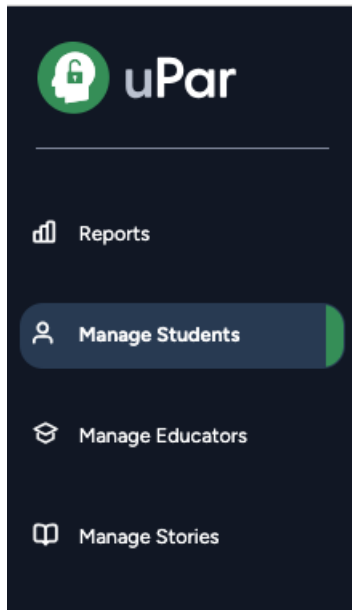 uPar
Reports
Manage Students
Manage Educators
Manage Stories